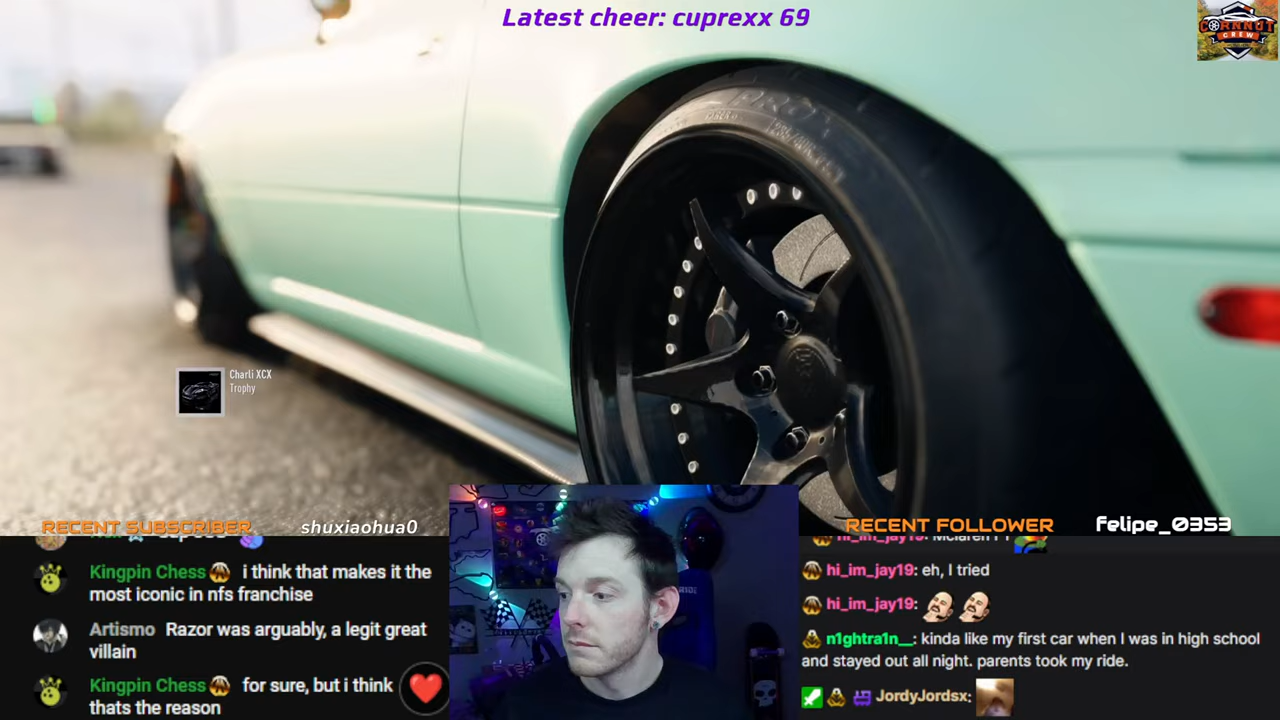 Latest cheer: cuprexx 69
CORNNUT
CREW
Charli XCX
Trophy
RECENT SUBSCRIBER shuxiaohua0
RECENT FOLLOWER felipe_0353
Kingpin Chess i think that makes it the
most iconic in nfs franchise
Artismo Razor was arguably, a legit great
villain
Kingpin Chess for sure, but i think
thats the reason
hi_im_jay19: eh, I tried
hi_im_jay19:
n1ghtra1n__: kinda like my first car when I was in high school
and stayed out all night. parents took my ride.
JordyJordsx: